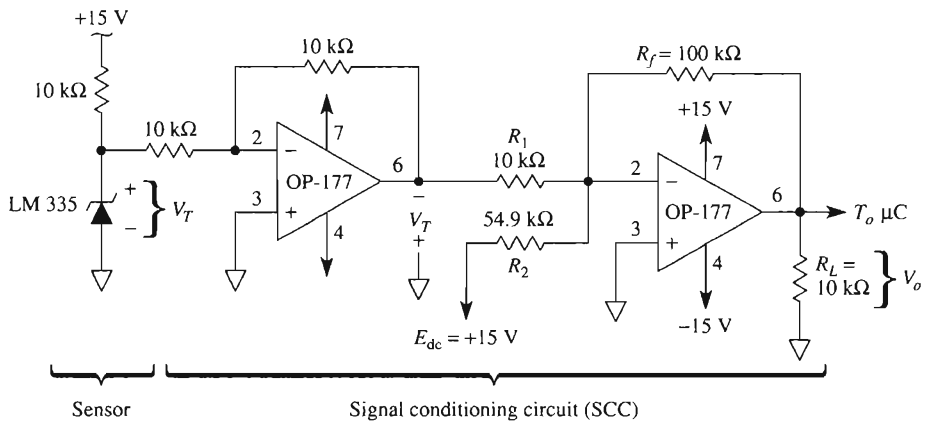 +15 V
10 kΩ
10 kΩ
10 kΩ
2
−
7
6
OP-177
3
+
4
LM 335
+
−
V_T
−
V_T
+
R_1
10 kΩ
54.9 kΩ
R_2
E_dc = +15 V
R_f = 100 kΩ
+15 V
2
−
7
6
OP-177
3
+
4
−15 V
T_o μC
R_L =
10 kΩ
V_o
Sensor
Signal conditioning circuit (SCC)